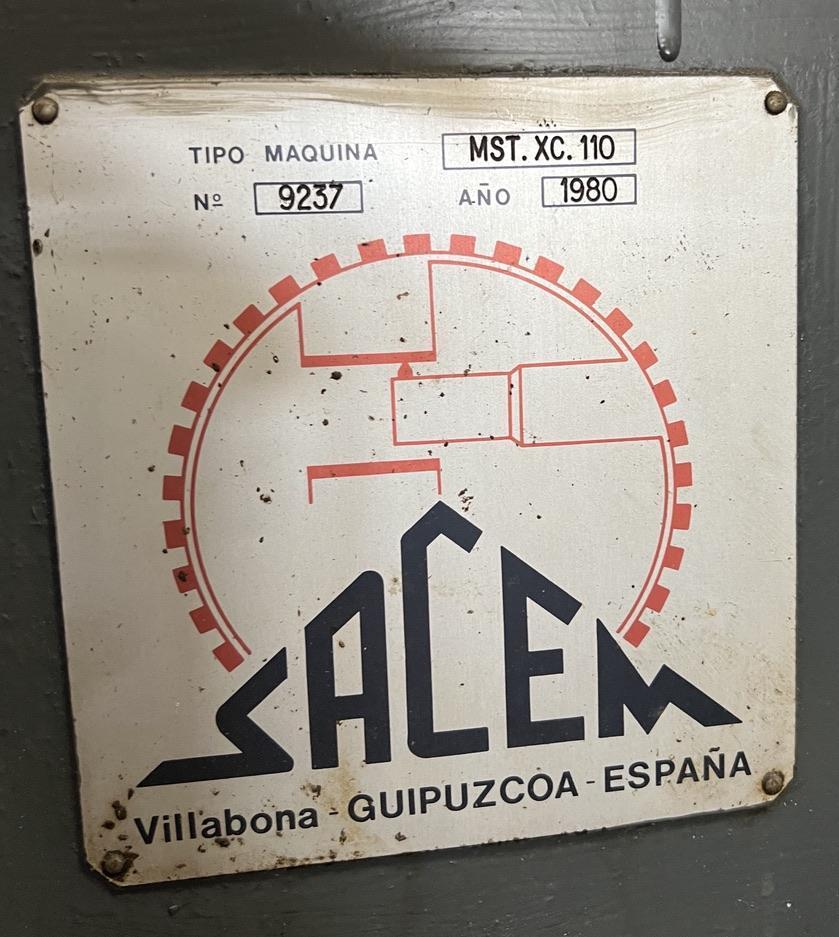 TIPO MAQUINA MST. XC. 110
Nº 9237 AÑO 1980
SACEM
Villabona - GUIPUZCOA - ESPAÑA